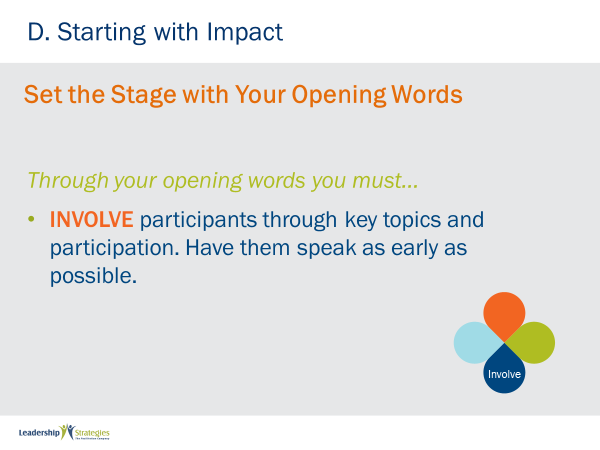 D. Starting with Impact
Set the Stage with Your Opening Words
Through your opening words you must...
• INVOLVE participants through key topics and
participation. Have them speak as early as
possible.
Involve
Leadership Strategies
The Facilitation Company